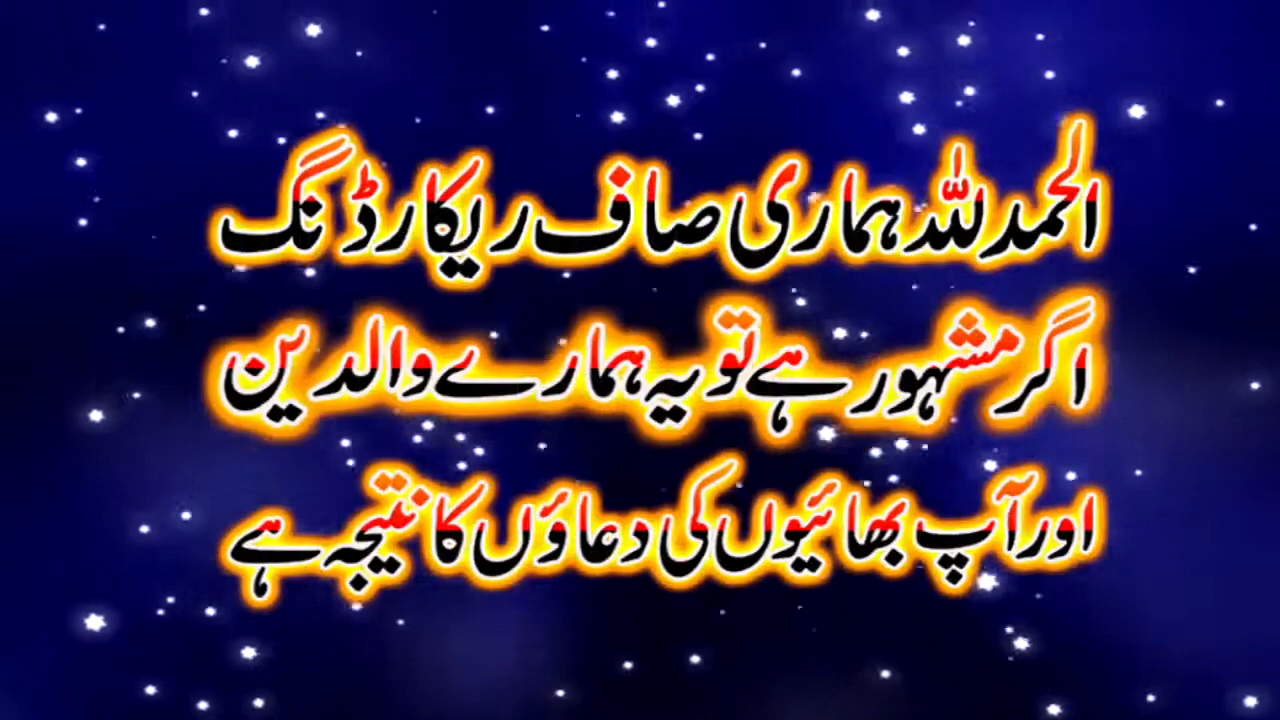 الحمدللہ ہماری صاف ریکارڈنگ
اگر مشہور ہے تو یہ ہمارے والدین
اور آپ بھائیوں کی دعاؤں کا نتیجہ ہے